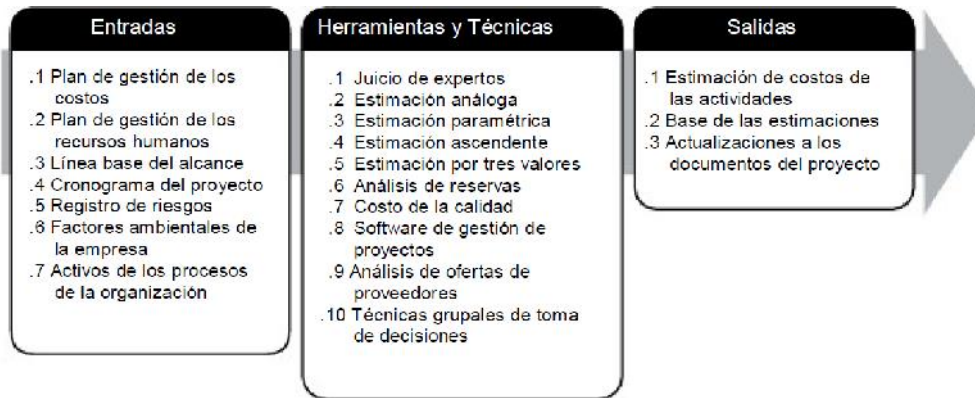 Entradas
.1 Plan de gestión de los
costos
.2 Plan de gestión de los
recursos humanos
.3 Línea base del alcance
.4 Cronograma del proyecto
.5 Registro de riesgos
.6 Factores ambientales de
la empresa
.7 Activos de los procesos
de la organización
Herramientas y Técnicas
.1 Juicio de expertos
.2 Estimación análoga
.3 Estimación paramétrica
.4 Estimación ascendente
.5 Estimación por tres valores
.6 Análisis de reservas
.7 Costo de la calidad
.8 Software de gestión de
proyectos
.9 Análisis de ofertas de
proveedores
.10 Técnicas grupales de toma
de decisiones
Salidas
.1 Estimación de costos de
las actividades
.2 Base de las estimaciones
.3 Actualizaciones a los
documentos del proyecto